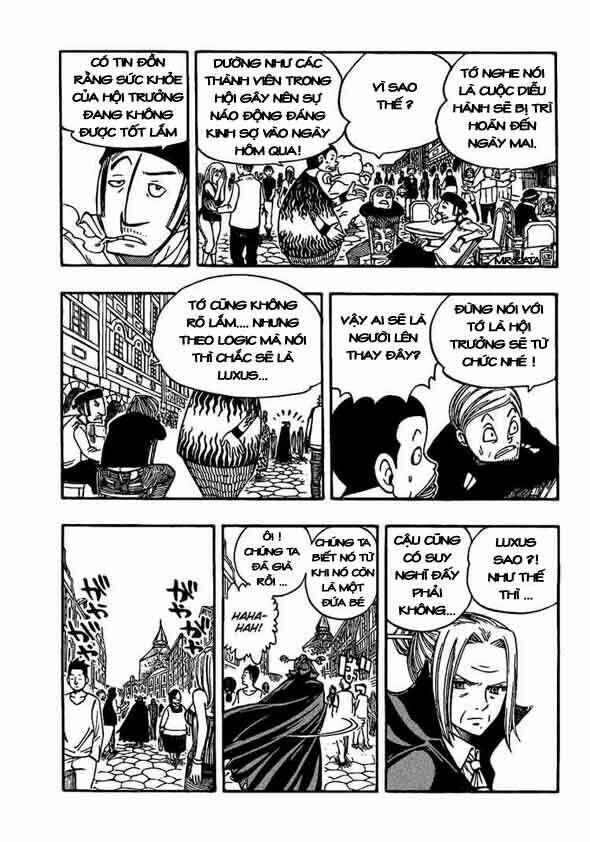 TỚ NGHE NÓI
LÀ CUỘC DIỄU
HÀNH SẼ BỊ TRÌ
HOÃN ĐẾN
NGÀY MAI.
VÌ SAO
THẾ ?
DƯỜNG NHƯ CÁC
THÀNH VIÊN TRONG
HỘI GÂY NÊN SỰ
NÁO ĐỘNG ĐÁNG
KINH SỢ VÀO NGÀY
HÔM QUA!
MR.KATA
CÓ TIN ĐỒN
RẰNG SỨC KHỎE
CỦA HỘI TRƯỞNG
ĐANG KHÔNG
ĐƯỢC TỐT LẮM
ĐỪNG NÓI VỚI
TỚ LÀ HỘI
TRƯỞNG SẼ TỪ
CHỨC NHÉ !
VẬY AI SẼ LÀ
NGƯỜI LÊN
THAY ĐÂY?
TỚ CŨNG KHÔNG
RÕ LẮM.... NHƯNG
THEO LOGIC MÀ NÓI
THÌ CHẮC SẼ LÀ
LUXUS...
LUXUS
SAO ?!
NHƯ THẾ
THÌ ...
CẬU CŨNG
CÓ SUY
NGHĨ ĐẤY
PHẢI
KHÔNG...
CHÚNG TA
BIẾT NÓ TỪ
KHI NÓ CÒN
LÀ MỘT
ĐỨA BÉ
ÔI !
CHÚNG TA
ĐÃ GIÀ
RỒI ...
HAHA-
HAH!